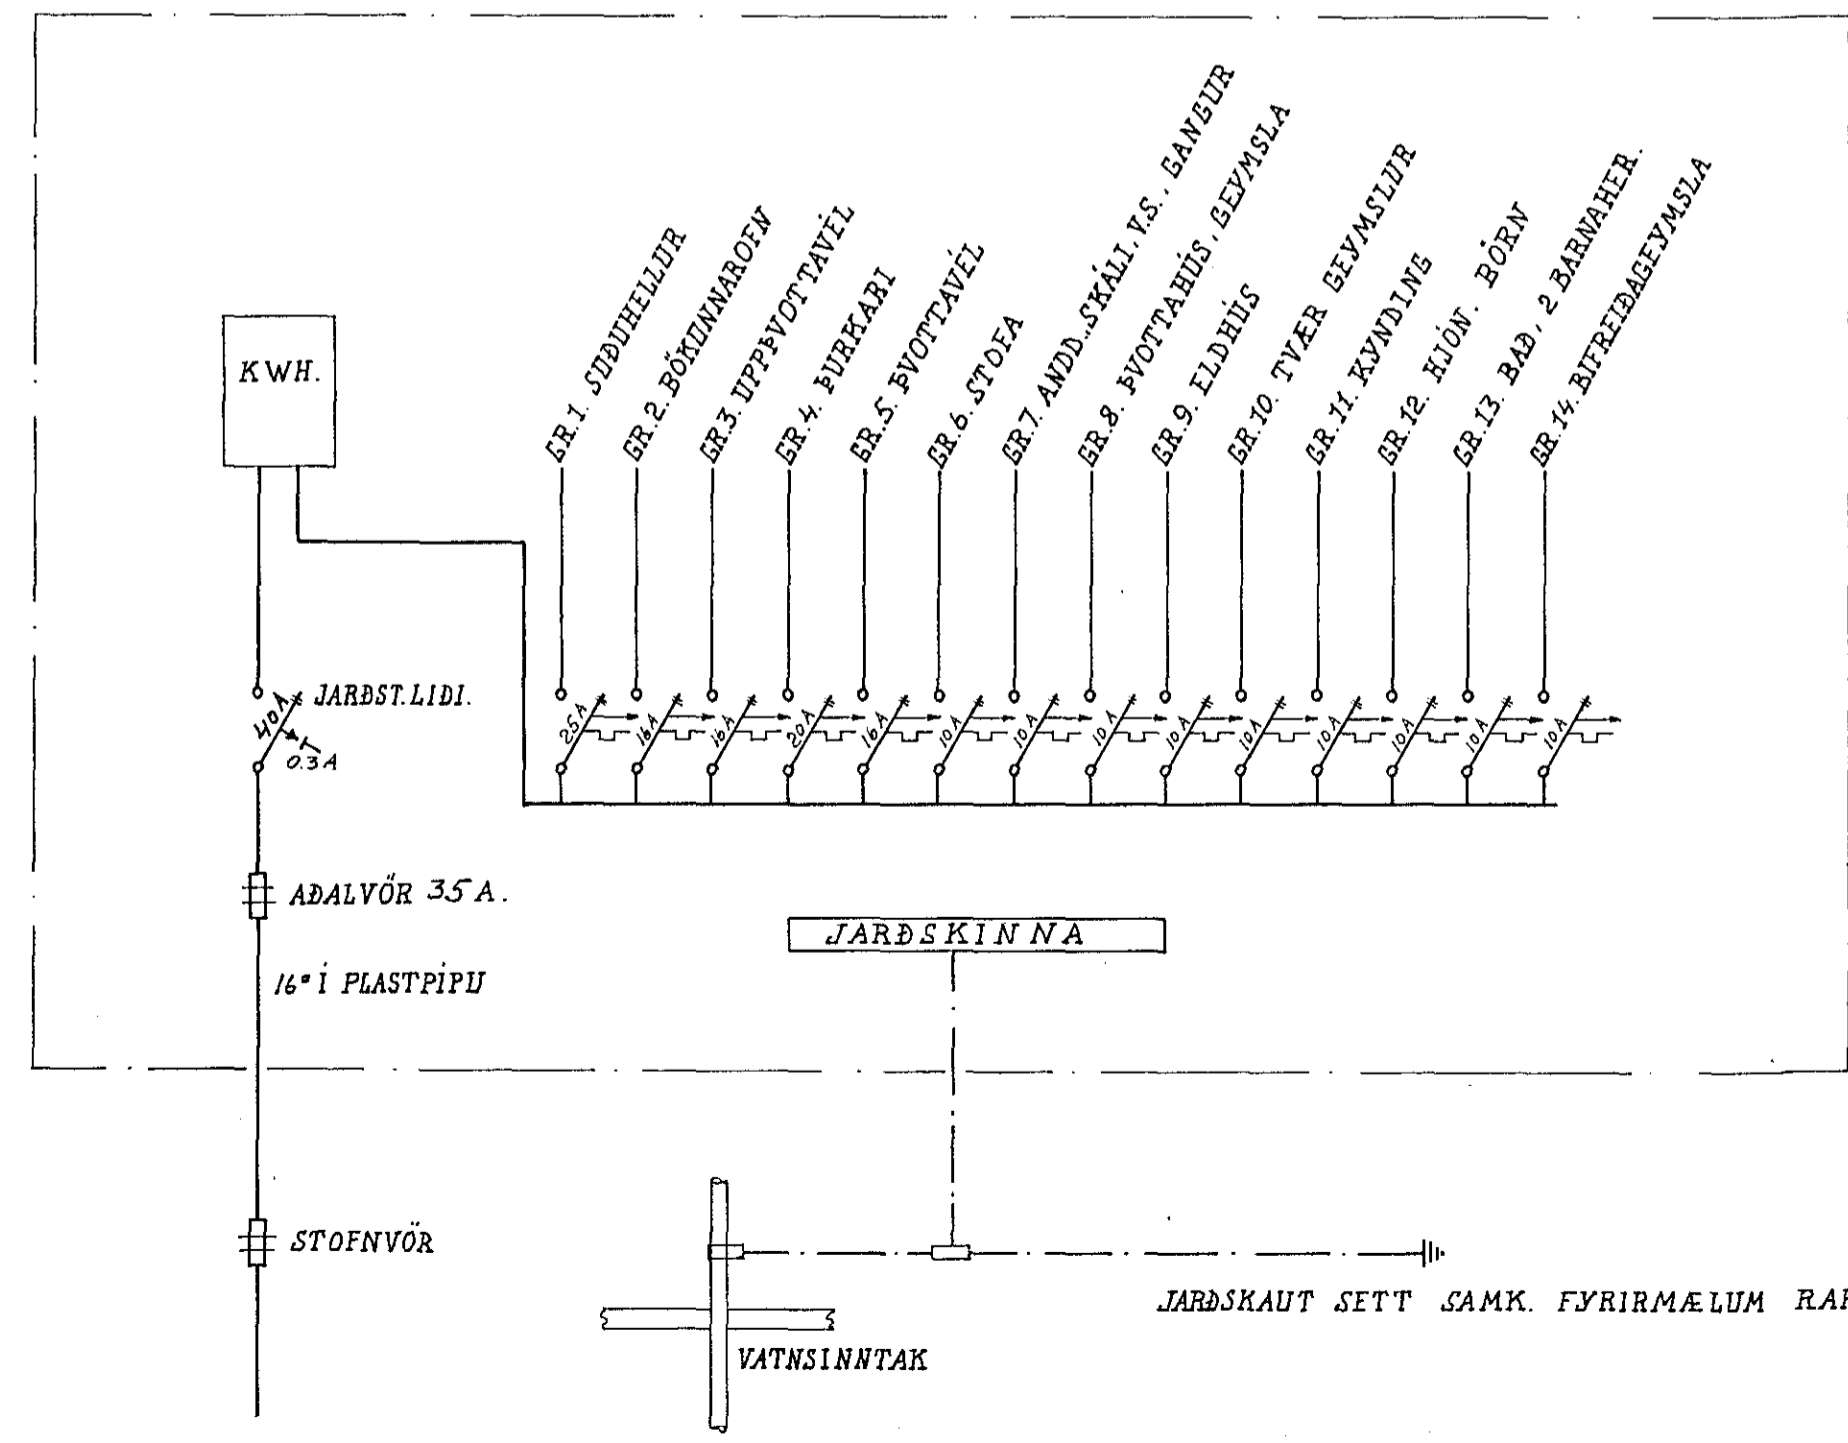 KWH.
GR.1. SUÐUHELLUR
GR.2. BÖKUNNAROFN
GR.3. UPPÞVOTTAVÉL
GR.4. ÞURKARI
GR.5. ÞVOTTAVÉL
GR.6. STOFA
GR.7. ANDD., SKÁLI, V.S., GANGUR
GR.8. ÞVOTTAHÚS, GEYMSLA
GR.9. ELDHÚS
GR.10. TVÆR GEYMSLUR
GR.11. KYNDING
GR.12. HJÓN. BÖRN
GR.13. BAÐ, 2 BARNAHER.
GR.14. BIFREIÐAGEYMSLA
40A JARÐST.LIÐI.
0.3A
25A 16A 16A 20A 16A 10A 10A 10A 10A 10A 10A 10A 10A 10A
AÐALVÖR 35A.
JARÐSKINNA
16▫ Í PLASTPÍPU
STOFNVÖR
JARÐSKAUT SETT SAMK. FYRIRMÆLUM
VATNSINNTAK